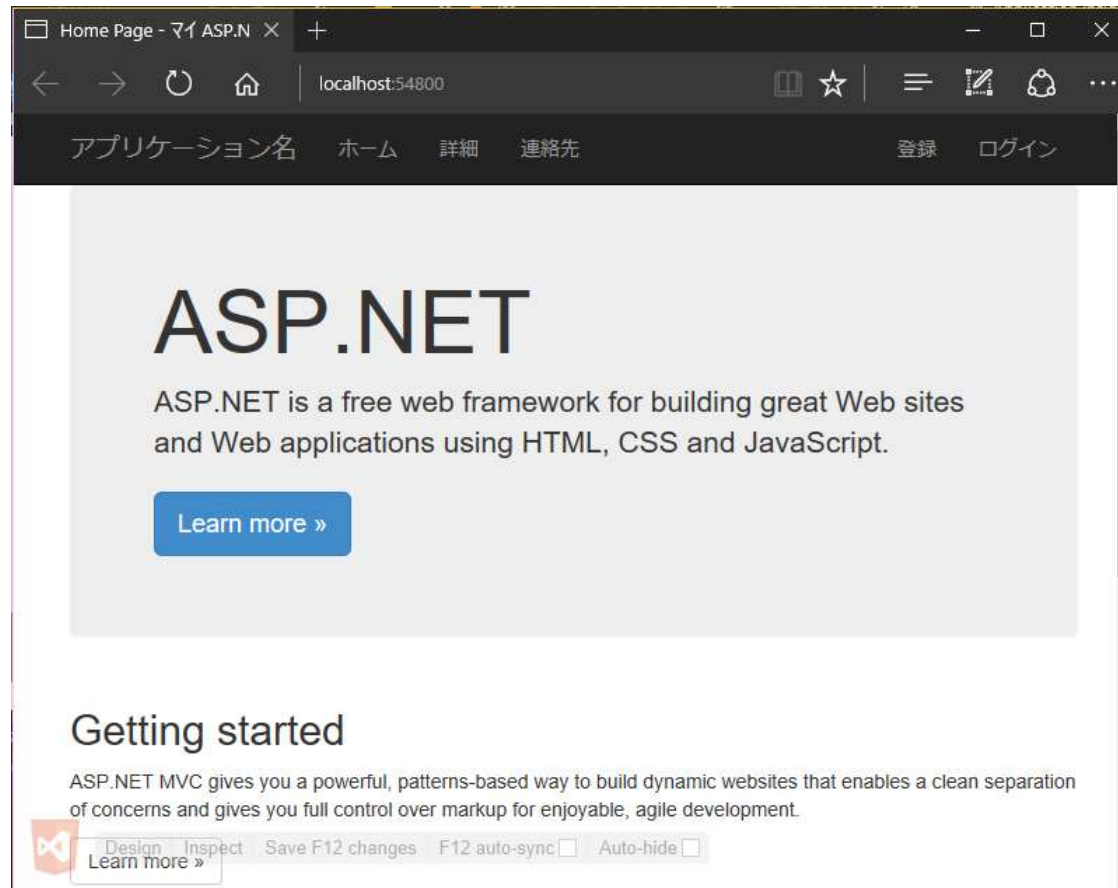 Home Page - マイ ASP.N
localhost:54800
アプリケーション名 ホーム 詳細 連絡先 登録 ログイン
ASP.NET
ASP.NET is a free web framework for building great Web sites
and Web applications using HTML, CSS and JavaScript.
Learn more »
Getting started
ASP.NET MVC gives you a powerful, patterns-based way to build dynamic websites that enables a clean separation
of concerns and gives you full control over markup for enjoyable, agile development.
Design Inspect Save F12 changes F12 auto-sync Auto-hide
Learn more »